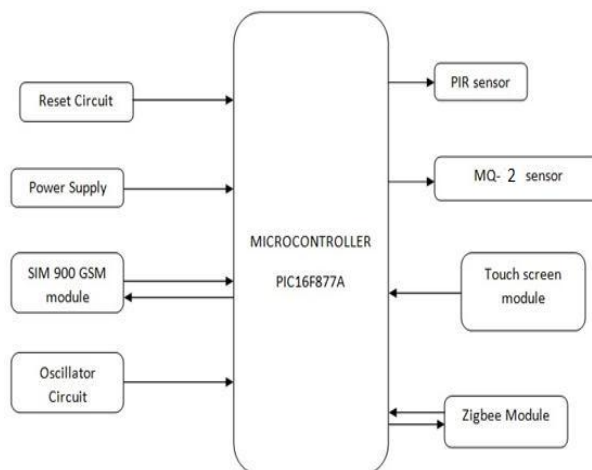 Reset Circuit
Power Supply
SIM 900 GSM
module
Oscillator
Circuit
MICROCONTROLLER
PIC16F877A
PIR sensor
MQ- 2 sensor
Touch screen
module
Zigbee Module